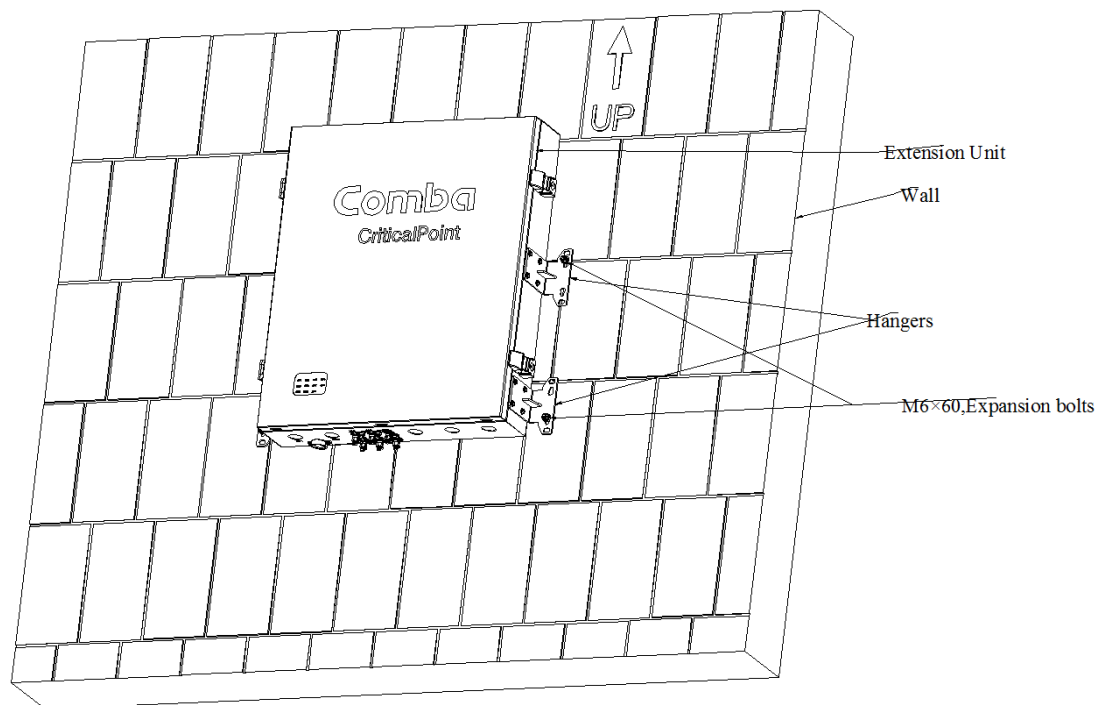 UP
Extension Unit
Wall
Comba
CriticalPoint
Hangers
M6×60,Expansion bolts